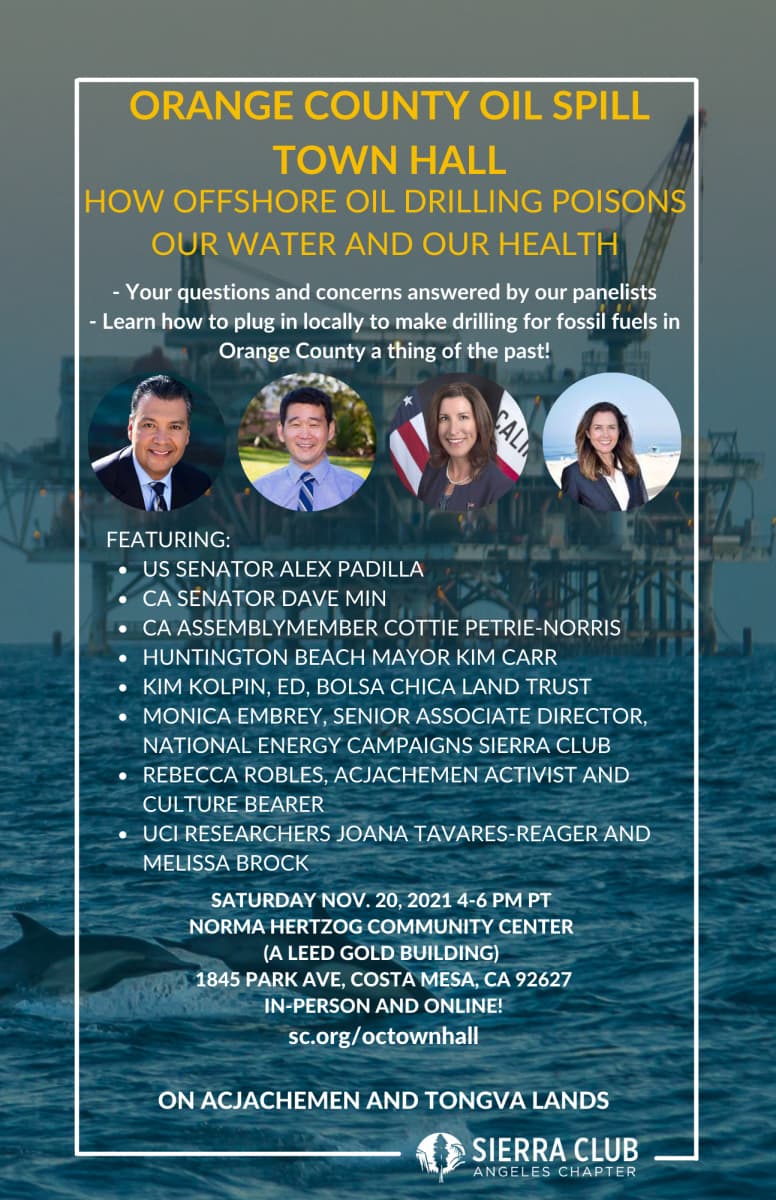 ORANGE COUNTY OIL SPILL
TOWN HALL
HOW OFFSHORE OIL DRILLING POISONS
OUR WATER AND OUR HEALTH
- Your questions and concerns answered by our panelists
- Learn how to plug in locally to make drilling for fossil fuels in
Orange County a thing of the past!
CALI
FEATURING:
• US SENATOR ALEX PADILLA
• CA SENATOR DAVE MIN
• CA ASSEMBLYMEMBER COTTIE PETRIE-NORRIS
• HUNTINGTON BEACH MAYOR KIM CARR
• KIM KOLPIN, ED, BOLSA CHICA LAND TRUST
• MONICA EMBREY, SENIOR ASSOCIATE DIRECTOR,
NATIONAL ENERGY CAMPAIGNS SIERRA CLUB
• REBECCA ROBLES, ACJACHEMEN ACTIVIST AND
CULTURE BEARER
• UCI RESEARCHERS JOANA TAVARES-REAGER AND
MELISSA BROCK
SATURDAY NOV. 20, 2021 4-6 PM PT
NORMA HERTZOG COMMUNITY CENTER
(A LEED GOLD BUILDING)
1845 PARK AVE, COSTA MESA, CA 92627
IN-PERSON AND ONLINE!
sc.org/octownhall
ON ACJACHEMEN AND TONGVA LANDS
SIERRA CLUB
ANGELES CHAPTER